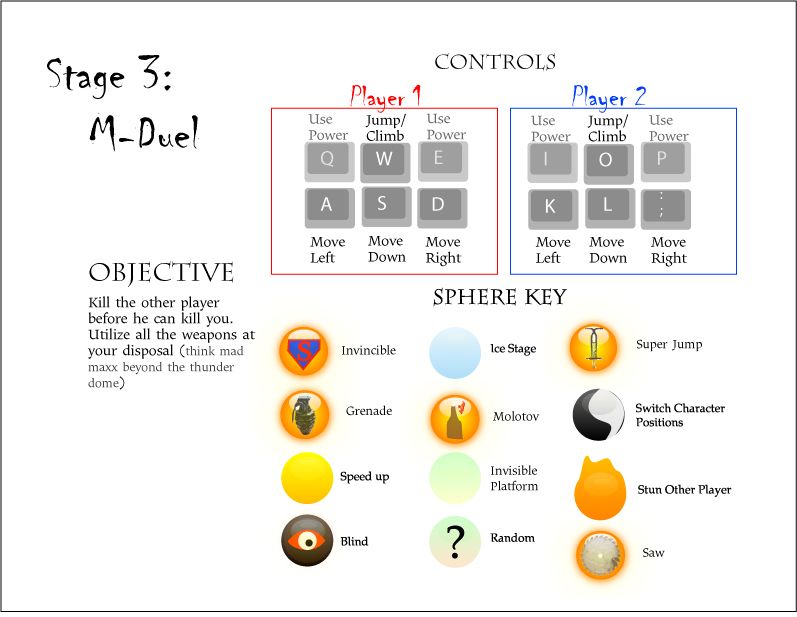 Stage 3:
M-Duel
CONTROLS
Player 1
Player 2
Use
Power
Jump/
Climb
Use
Power
Q
W
E
A
S
D
Move
Left
Move
Down
Move
Right
Use
Power
Jump/
Climb
Use
Power
I
O
P
K
L
:
;
Move
Left
Move
Down
Move
Right
OBJECTIVE
Kill the other player
before he can kill you.
Utilize all the weapons at
your disposal (think mad
maxx beyond the thunder
dome)
SPHERE KEY
S
Invincible
Ice Stage
Super Jump
Grenade
Molotov
Switch Character
Positions
Speed up
Invisible
Platform
Stun Other Player
Blind
?
Random
Saw